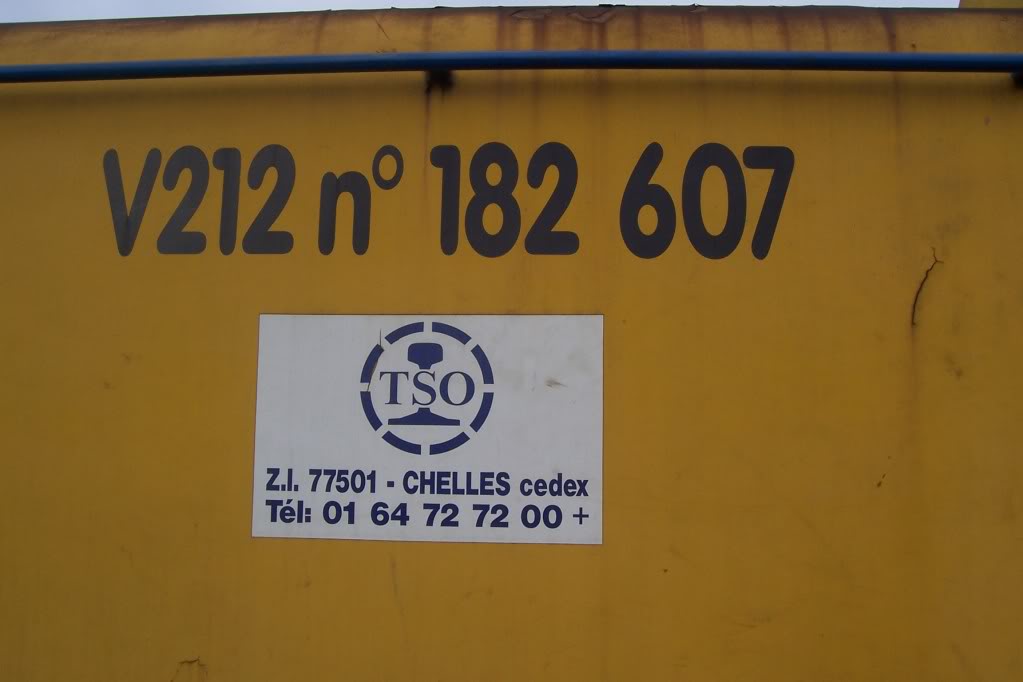 V212 n° 182 607
TSO
Z.I. 77501 - CHELLES cedex
Tél: 01 64 72 72 00 +